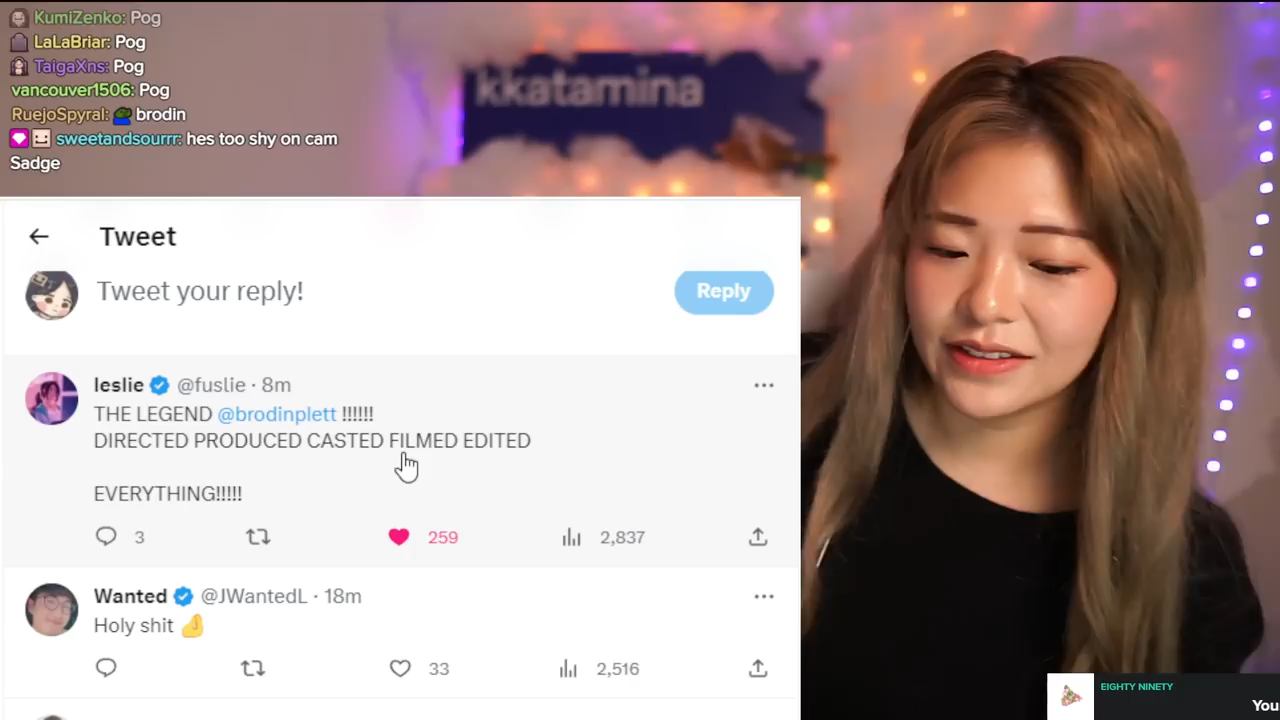 KumiZenko: Pog
LaLaBriar: Pog
TaigaXns: Pog
vancouver1506: Pog
RuejoSpyral: brodin
sweetandsourrr: hes too shy on cam
Sadge
kkatamina
Tweet
Tweet your reply!
Reply
leslie @fuslie · 8m
THE LEGEND @brodinplett !!!!!!
DIRECTED PRODUCED CASTED FILMED EDITED
EVERYTHING!!!!!
3 259 2,837
Wanted @JWantedL · 18m
Holy shit 🫸
33 2,516
EIGHTY NINETY
You